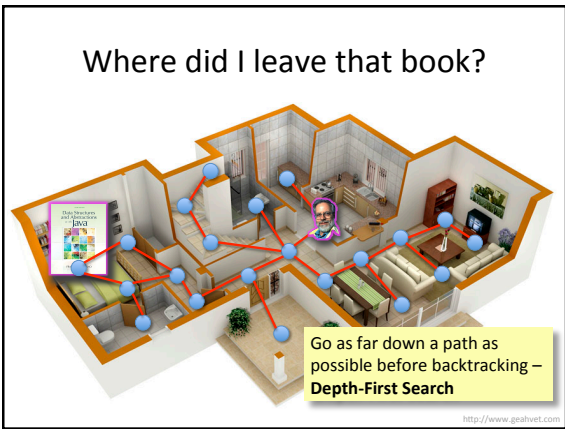 Where did I leave that book?
Data Structures
and Abstractions
Java
Go as far down a path as
possible before backtracking –
Depth-First Search
http://www.geahvet.com